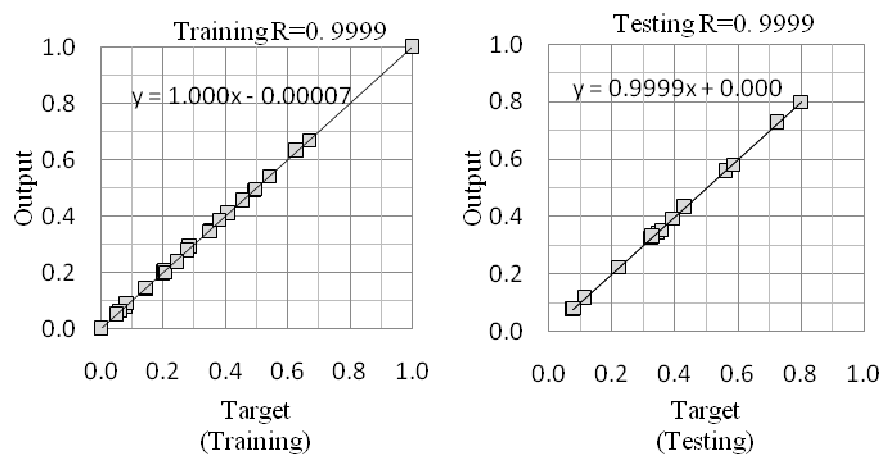 Training R=0.9999
1.0
0.8
0.6
0.4
0.2
0.0
Output
y = 1.000x - 0.00007
0.0 0.2 0.4 0.6 0.8 1.0
Target
(Training)
Testing R=0.9999
1.0
0.8
0.6
0.4
0.2
0.0
Output
y = 0.9999x + 0.000
0.0 0.2 0.4 0.6 0.8 1.0
Target
(Testing)